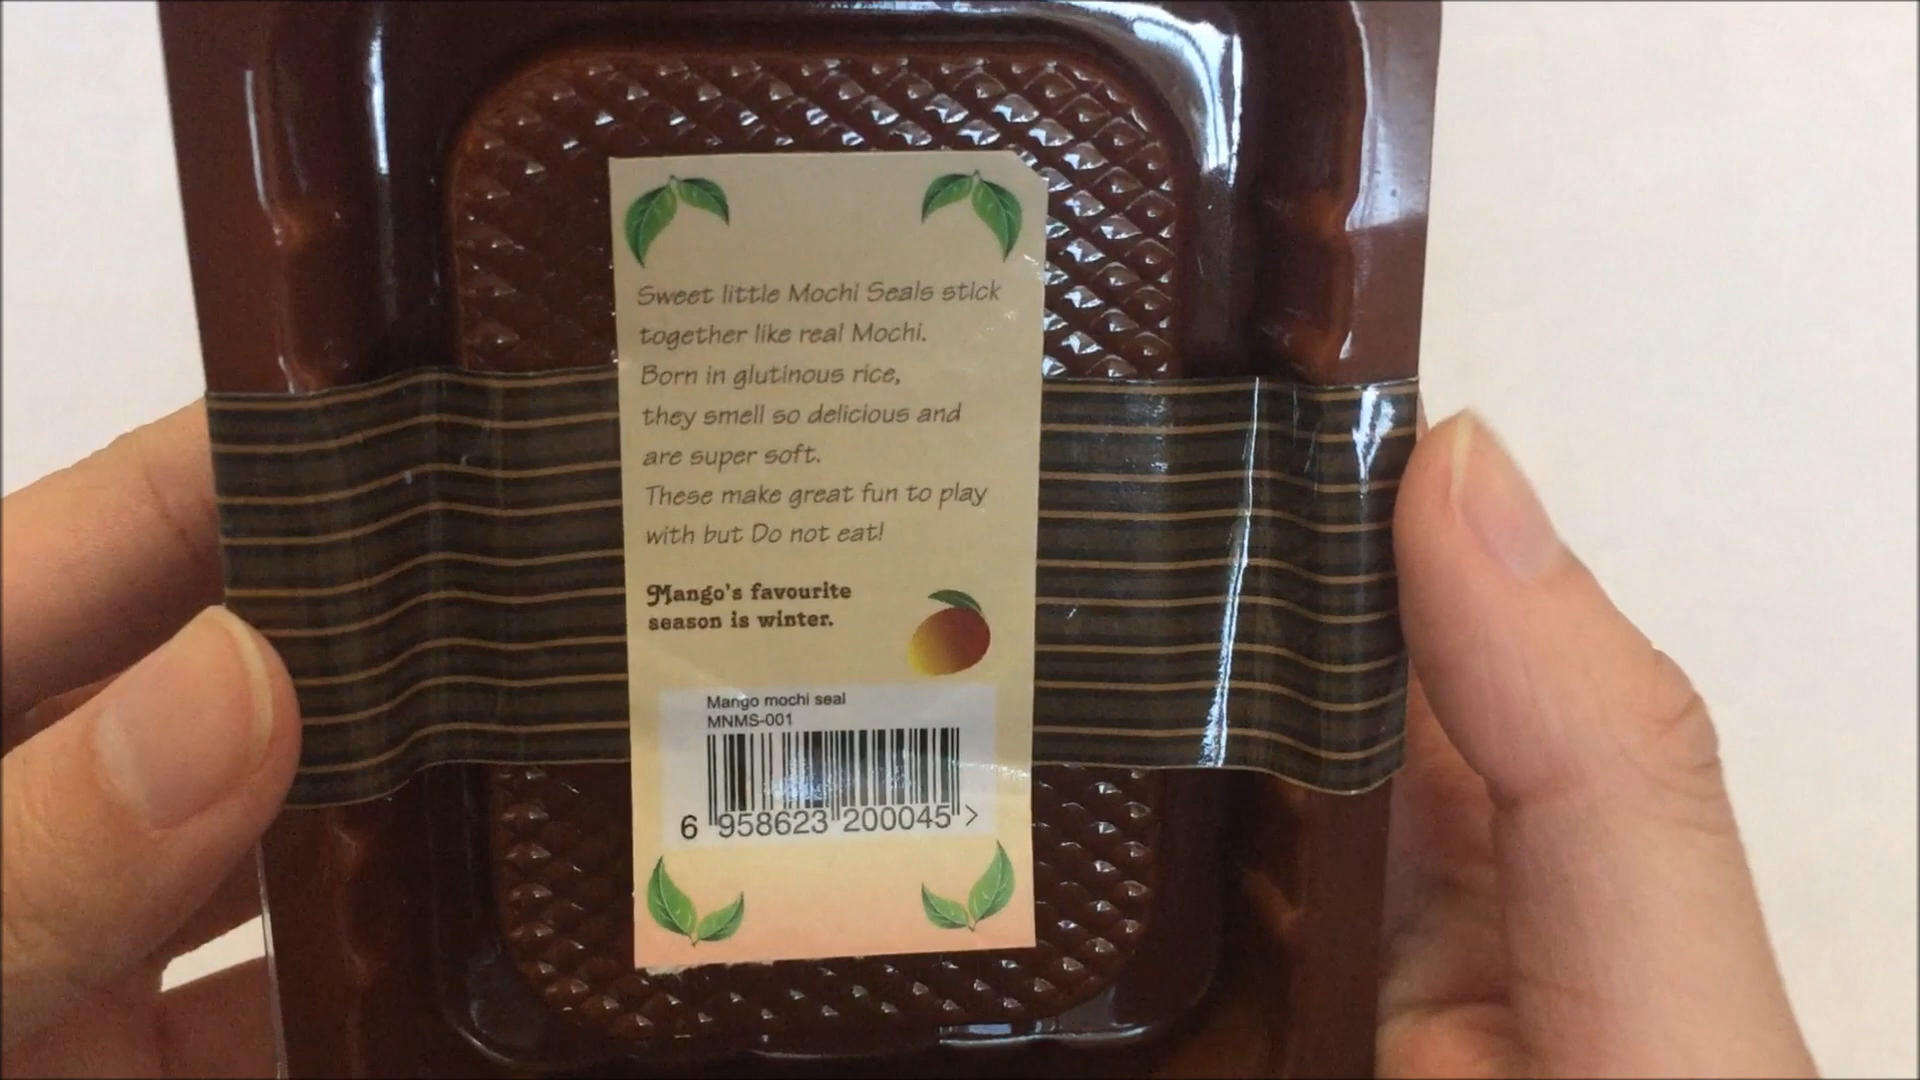 Sweet little Mochi Seals stick
together like real Mochi.
Born in glutinous rice,
they smell so delicious and
are super soft.
These make great fun to play
with but Do not eat!
Mango's favourite
season is winter.
Mango mochi seal
MNMS-001
6 958623 200045 >